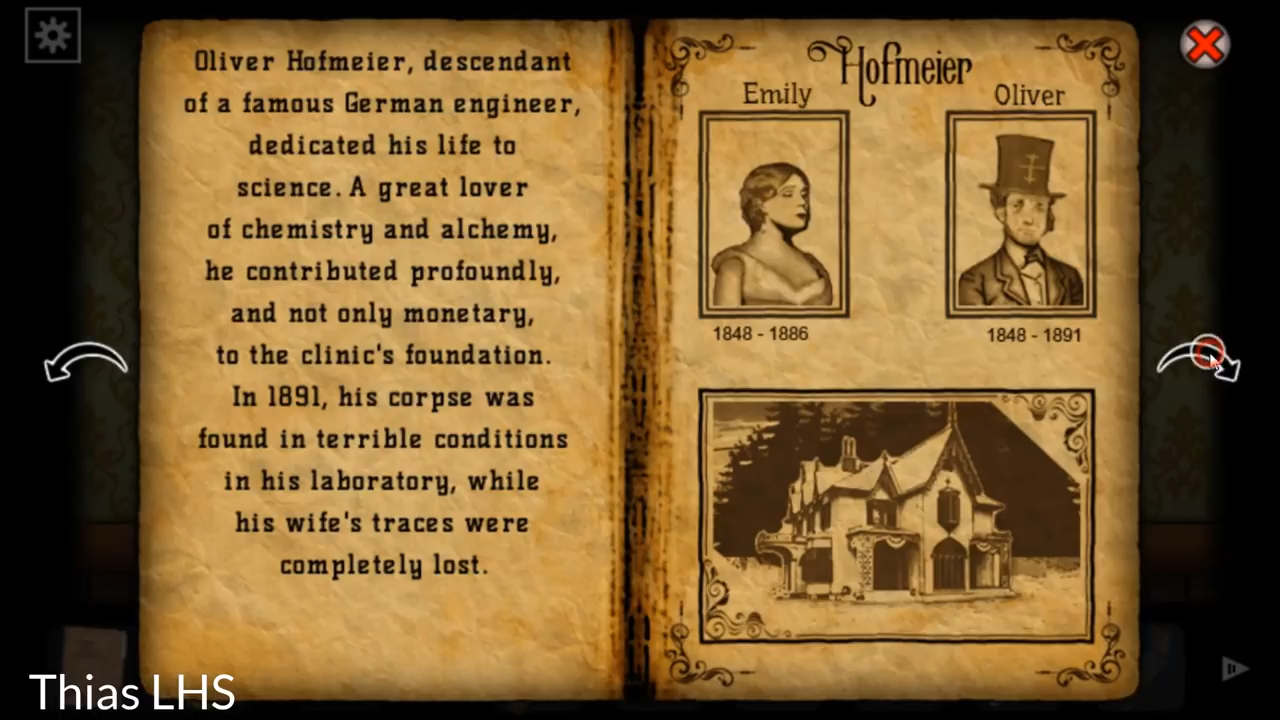 Oliver Hofmeier, descendant
of a famous German engineer,
dedicated his life to
science. A great lover
of chemistry and alchemy,
he contributed profoundly,
and not only monetary,
to the clinic's foundation.
In 1891, his corpse was
found in terrible conditions
in his laboratory, while
his wife's traces were
completely lost.
Hofmeier
Emily
Oliver
1848 - 1886
1848 - 1891
Thias LHS